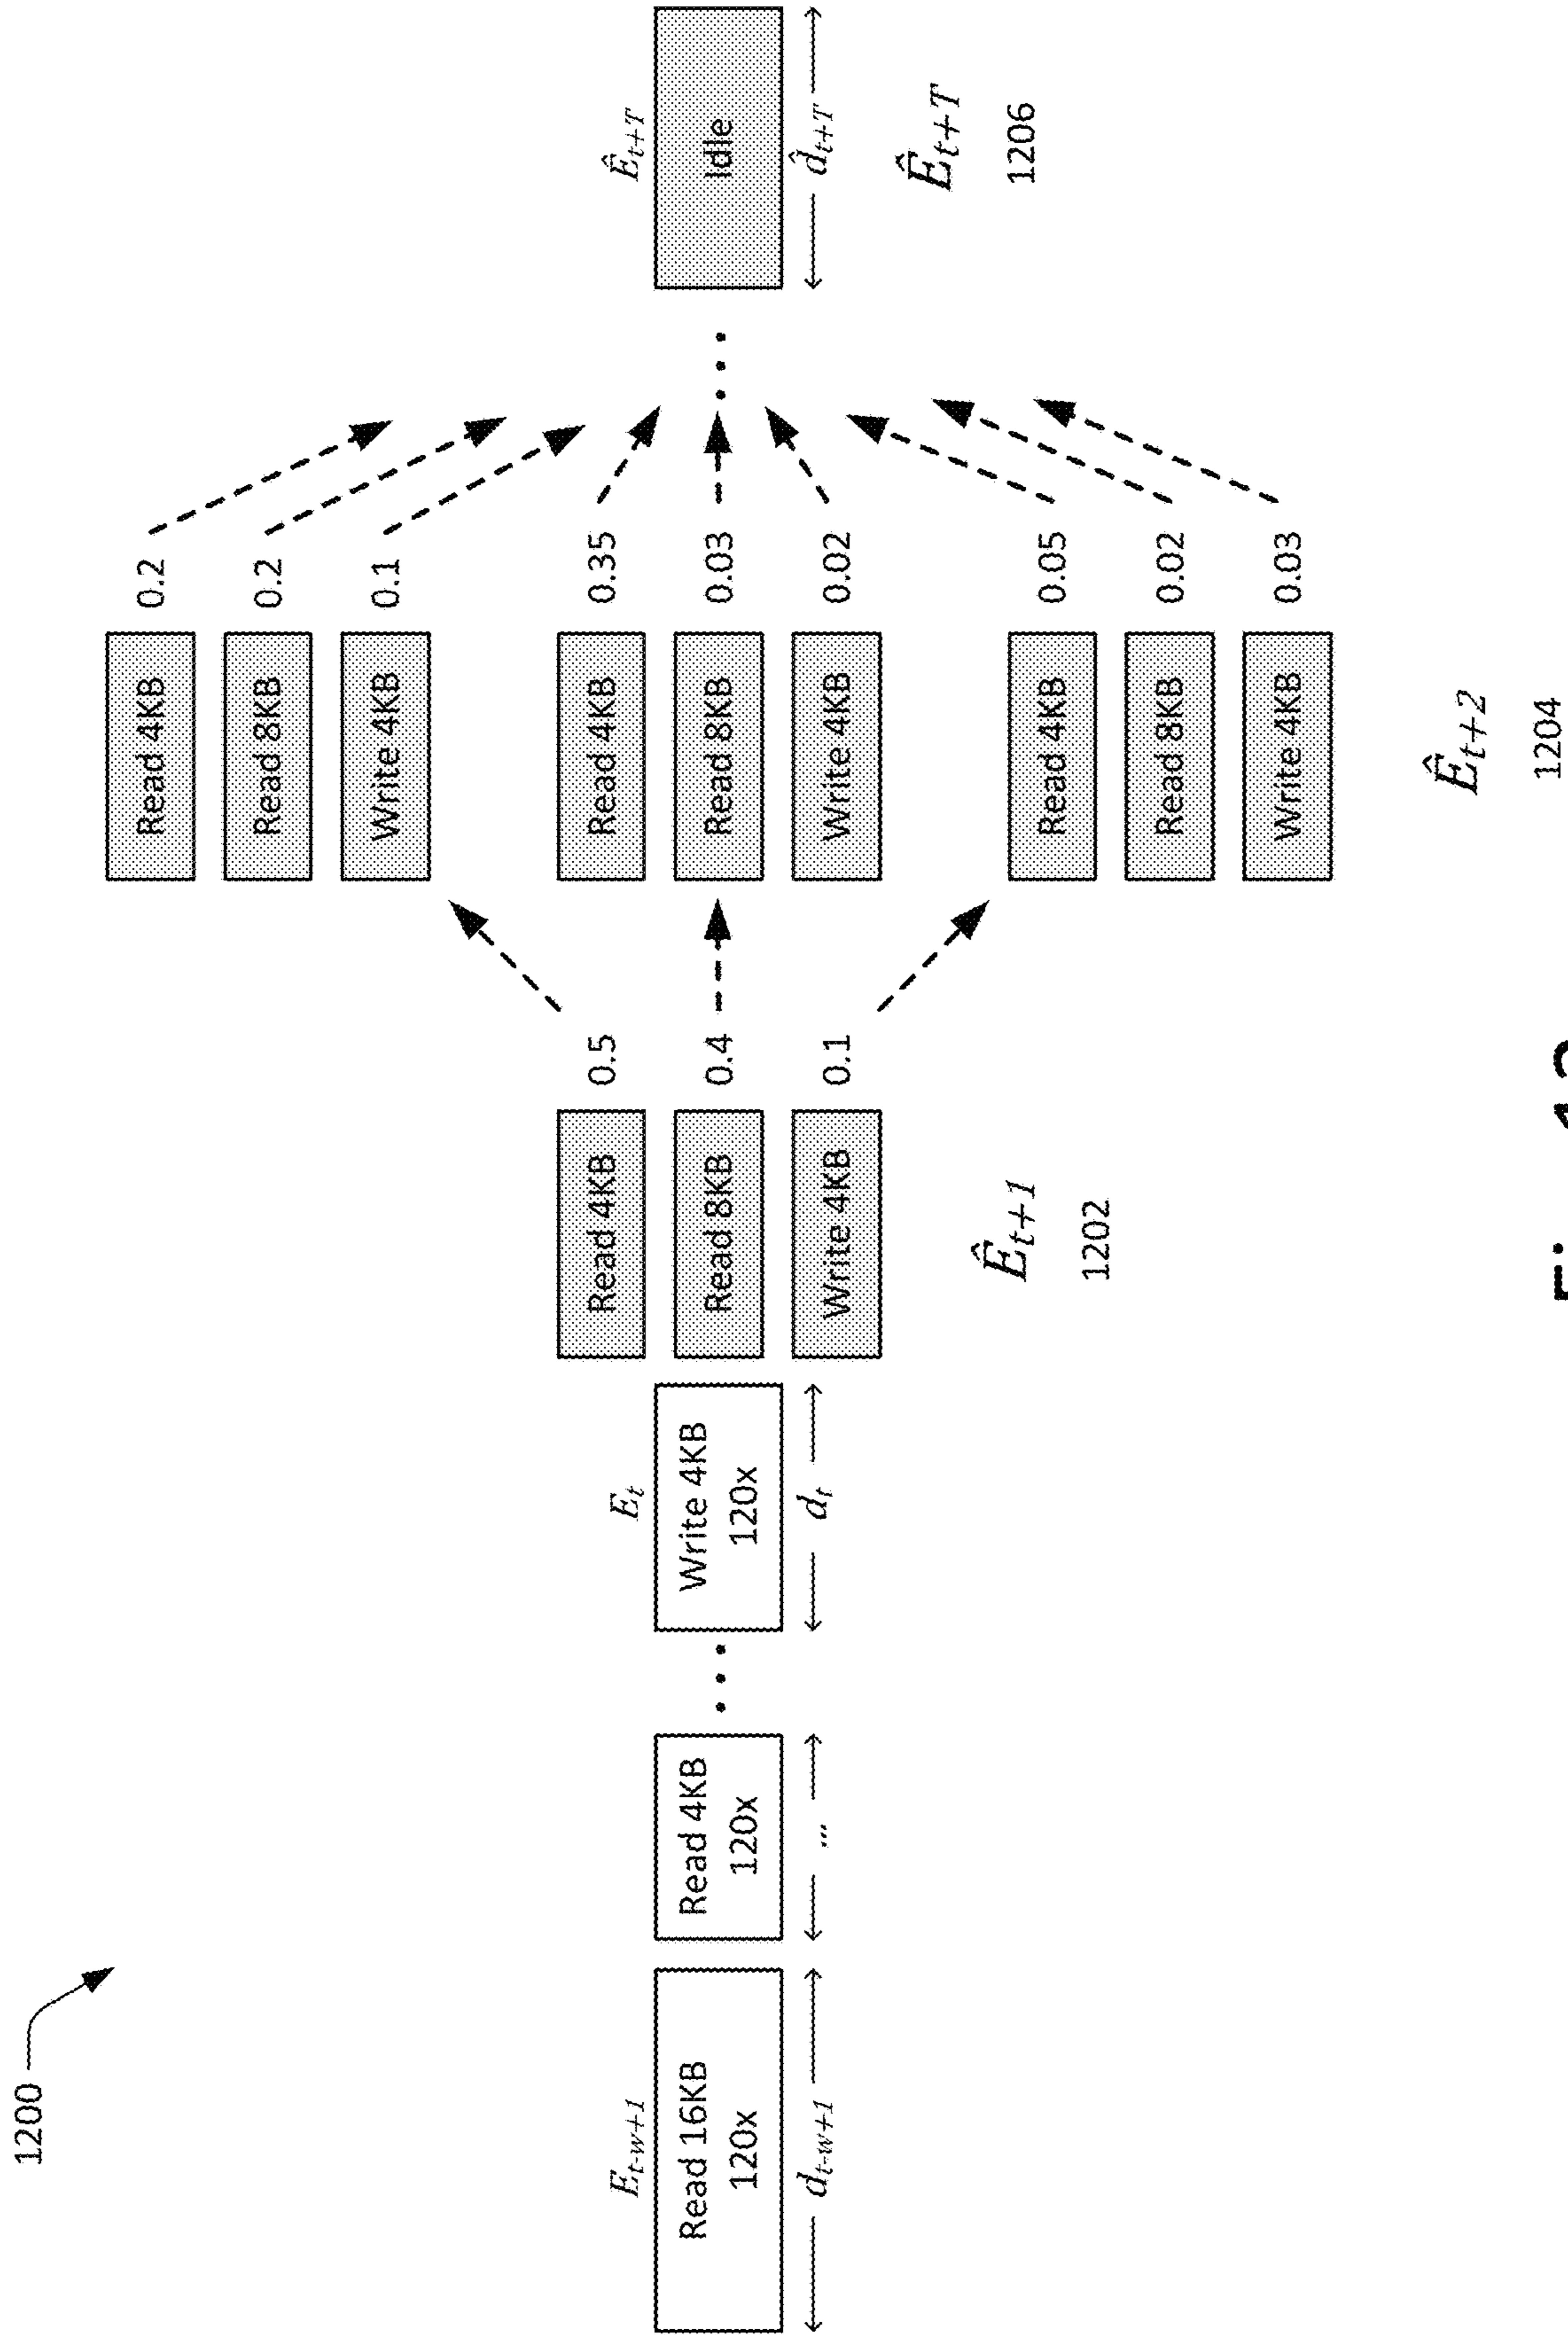 1200
E_{t-w+1}
Read 16KB
120x
d_{t-w+1}
Read 4KB
120x
...
• • •
E_t
Write 4KB
120x
d_t
Read 4KB 0.5
Read 8KB 0.4
Write 4KB 0.1
Ê_{t+1}
1202
Read 4KB 0.2
Read 8KB 0.2
Write 4KB 0.1
Read 4KB 0.35
Read 8KB 0.03
Write 4KB 0.02
Read 4KB 0.05
Read 8KB 0.02
Write 4KB 0.03
Ê_{t+2}
1204
• • •
Ê_{t+T}
Idle
d̂_{t+T}
Ê_{t+T}
1206